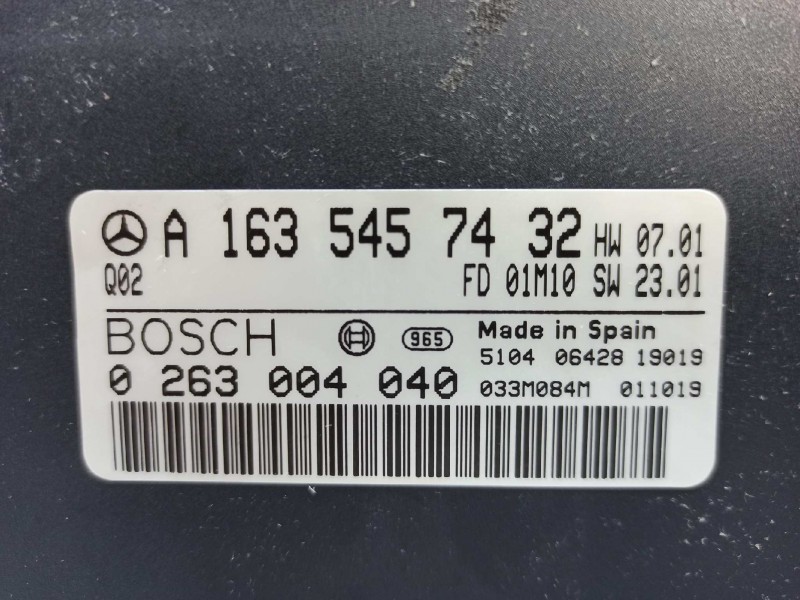 A 163 545 74 32 HW 07.01
Q02 FD 01M10 SW 23.01
BOSCH 965 Made in Spain
5104 06428 19019
0 263 004 040 033M084M 011019